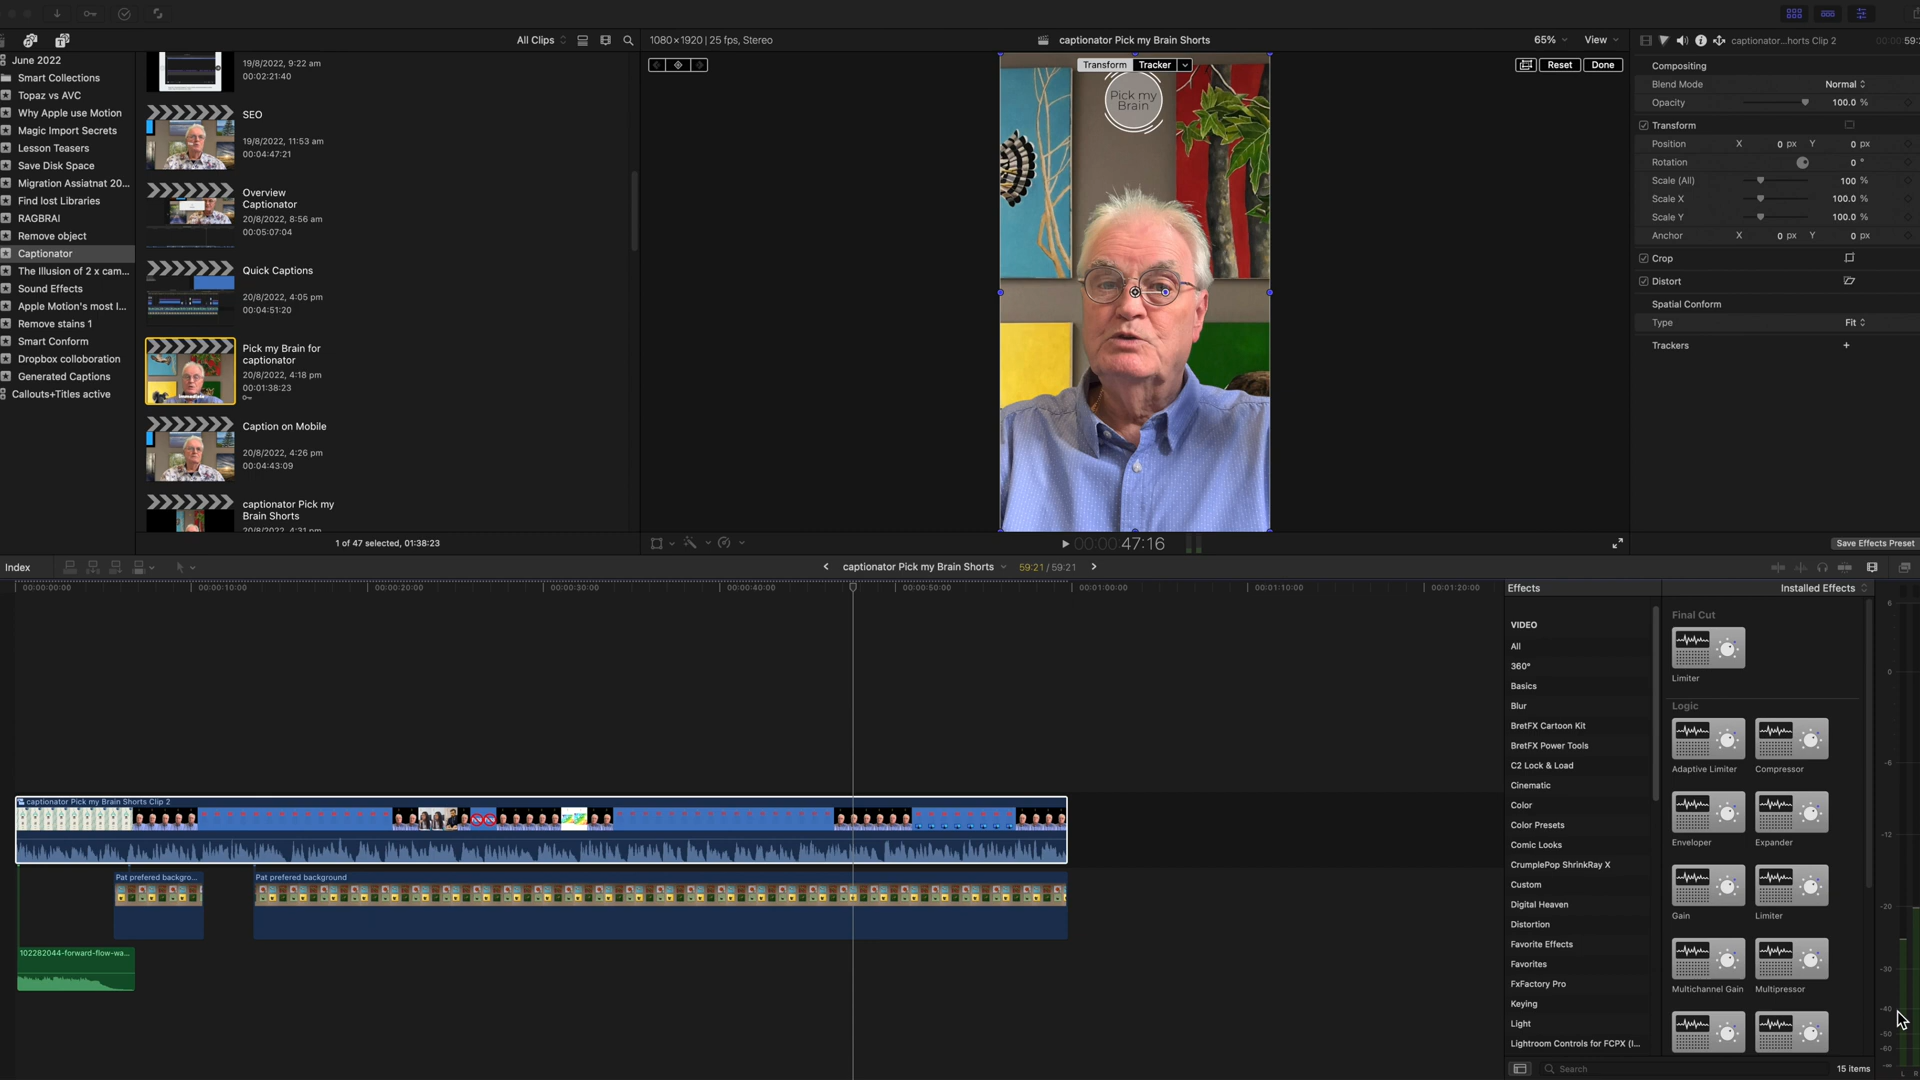 All Clips
1080×1920 | 25 fps, Stereo
captionator Pick my Brain Shorts
65%
View
captionator...horts Clip 2
June 2022
Smart Collections
Topaz vs AVC
Why Apple use Motion
Magic Import Secrets
Lesson Teasers
Save Disk Space
Migration Assiatnat 20...
Find lost Libraries
RAGBRAI
Remove object
Captionator
The Illusion of 2 x cam...
Sound Effects
Apple Motion's most l...
Remove stains 1
Smart Conform
Dropbox colloboration
Generated Captions
Callouts+Titles active
19/8/2022, 9:22 am
00:02:21:40
SEO
19/8/2022, 11:53 am
00:04:47:21
Overview
Captionator
20/8/2022, 8:56 am
00:05:07:04
Quick Captions
20/8/2022, 4:05 pm
00:04:51:20
Pick my Brain for
captionator
20/8/2022, 4:18 pm
00:01:38:23
Caption on Mobile
20/8/2022, 4:26 pm
00:04:43:09
captionator Pick my
Brain Shorts
20/8/2022, 4:31 pm
1 of 47 selected, 01:38:23
Transform
Tracker
Reset
Done
Pick my
Brain
00:00:47:16
Compositing
Blend Mode Normal
Opacity 100.0 %
Transform
Position X 0 px Y 0 px
Rotation 0 °
Scale (All) 100 %
Scale X 100.0 %
Scale Y 100.0 %
Anchor X 0 px Y 0 px
Crop
Distort
Spatial Conform
Type Fit
Trackers +
Save Effects Preset
Index
captionator Pick my Brain Shorts
59:21 / 59:21
00:00:00:00
00:00:10:00
00:00:20:00
00:00:30:00
00:00:40:00
00:00:50:00
00:01:00:00
00:01:10:00
00:01:20:00
captionator Pick my Brain Shorts Clip 2
Pat prefered backgro...
Pat prefered background
102282044-forward-flow-wa...
Effects
Installed Effects
VIDEO
All
360°
Basics
Blur
BretFX Cartoon Kit
BretFX Power Tools
C2 Lock & Load
Cinematic
Color
Color Presets
Comic Looks
CrumplePop ShrinkRay X
Custom
Digital Heaven
Distortion
Favorite Effects
Favorites
FxFactory Pro
Keying
Light
Lightroom Controls for FCPX (l...
Final Cut
Limiter
Logic
Adaptive Limiter
Compressor
Enveloper
Expander
Gain
Limiter
Multichannel Gain
Multipressor
Search
15 items
6
0
-6
-12
-20
-30
-40
-50
-60
L R